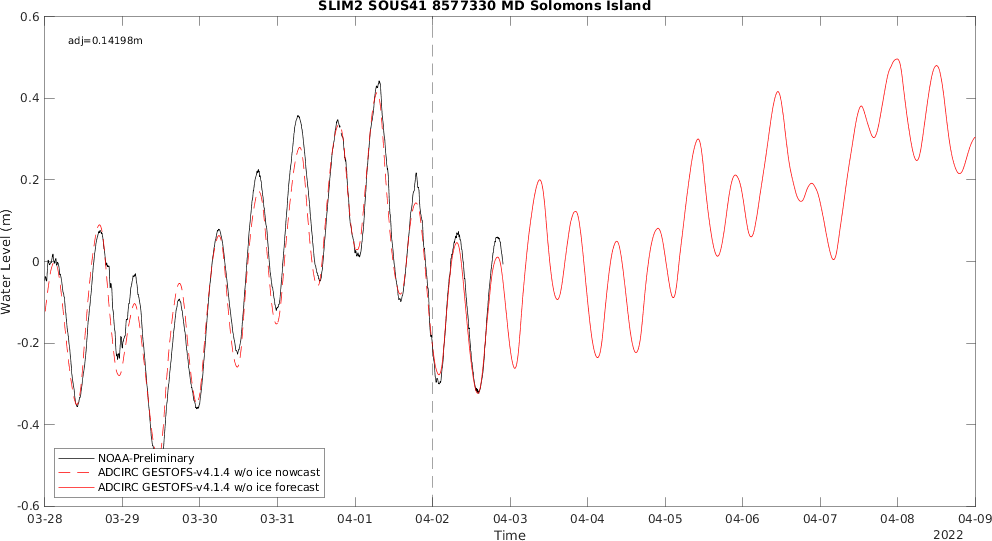 SLIM2 SOUS41 8577330 MD Solomons Island
adj=0.14198m
0.6
0.4
0.2
0
-0.2
-0.4
-0.6
Water Level (m)
NOAA-Preliminary
ADCIRC GESTOFS-v4.1.4 w/o ice nowcast
ADCIRC GESTOFS-v4.1.4 w/o ice forecast
03-28 03-29 03-30 03-31 04-01 04-02 04-03 04-04 04-05 04-06 04-07 04-08 04-09
Time
2022